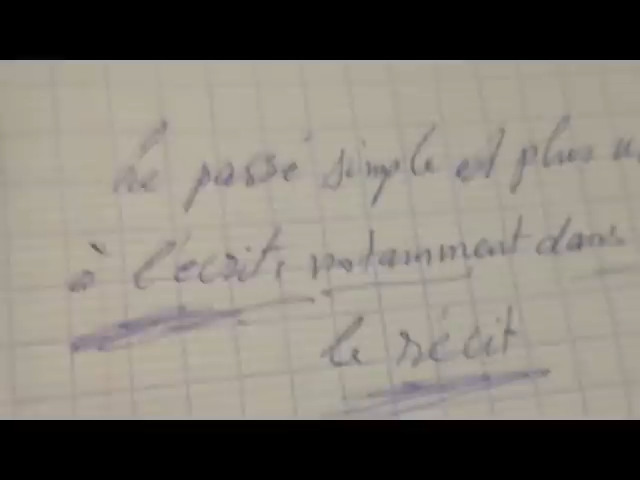 Le passé simple est plus
à l'écrit, notamment dans
le récit